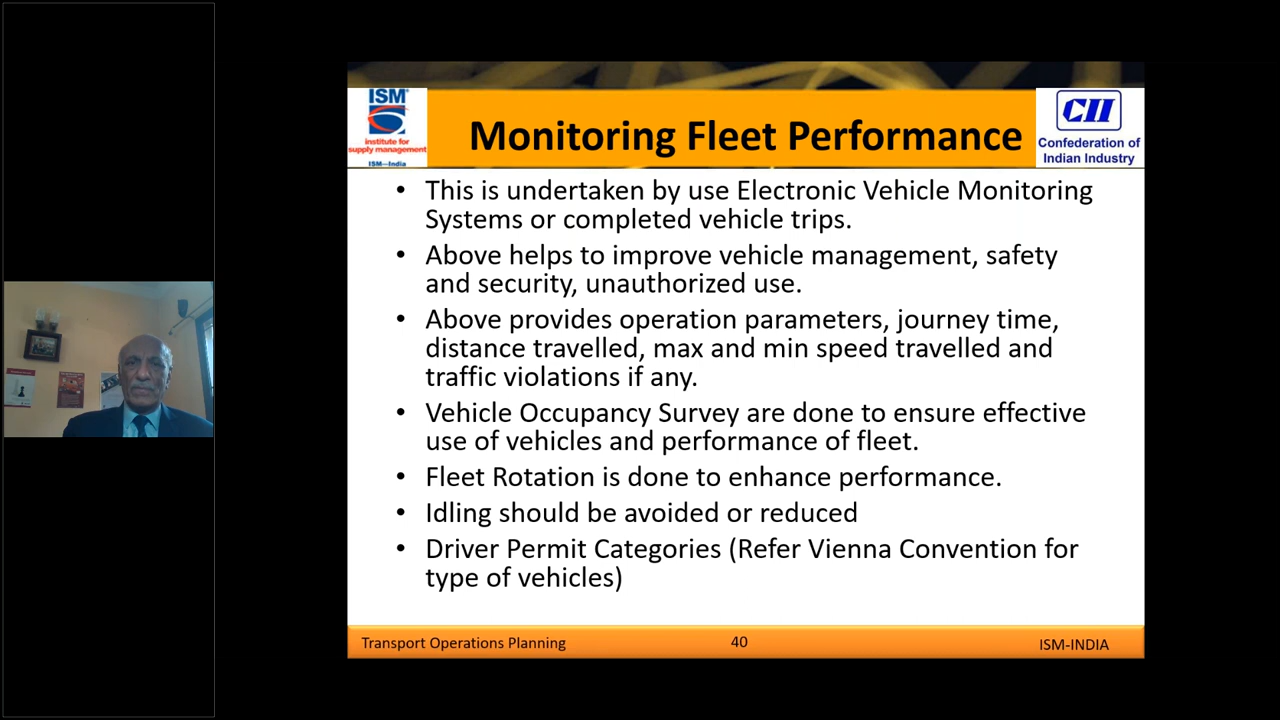 ISM
institute for
supply management
ISM—India
Monitoring Fleet Performance
CII
Confederation of
Indian Industry
• This is undertaken by use Electronic Vehicle Monitoring
Systems or completed vehicle trips.
• Above helps to improve vehicle management, safety
and security, unauthorized use.
• Above provides operation parameters, journey time,
distance travelled, max and min speed travelled and
traffic violations if any.
• Vehicle Occupancy Survey are done to ensure effective
use of vehicles and performance of fleet.
• Fleet Rotation is done to enhance performance.
• Idling should be avoided or reduced
• Driver Permit Categories (Refer Vienna Convention for
type of vehicles)
Transport Operations Planning
40
ISM-INDIA